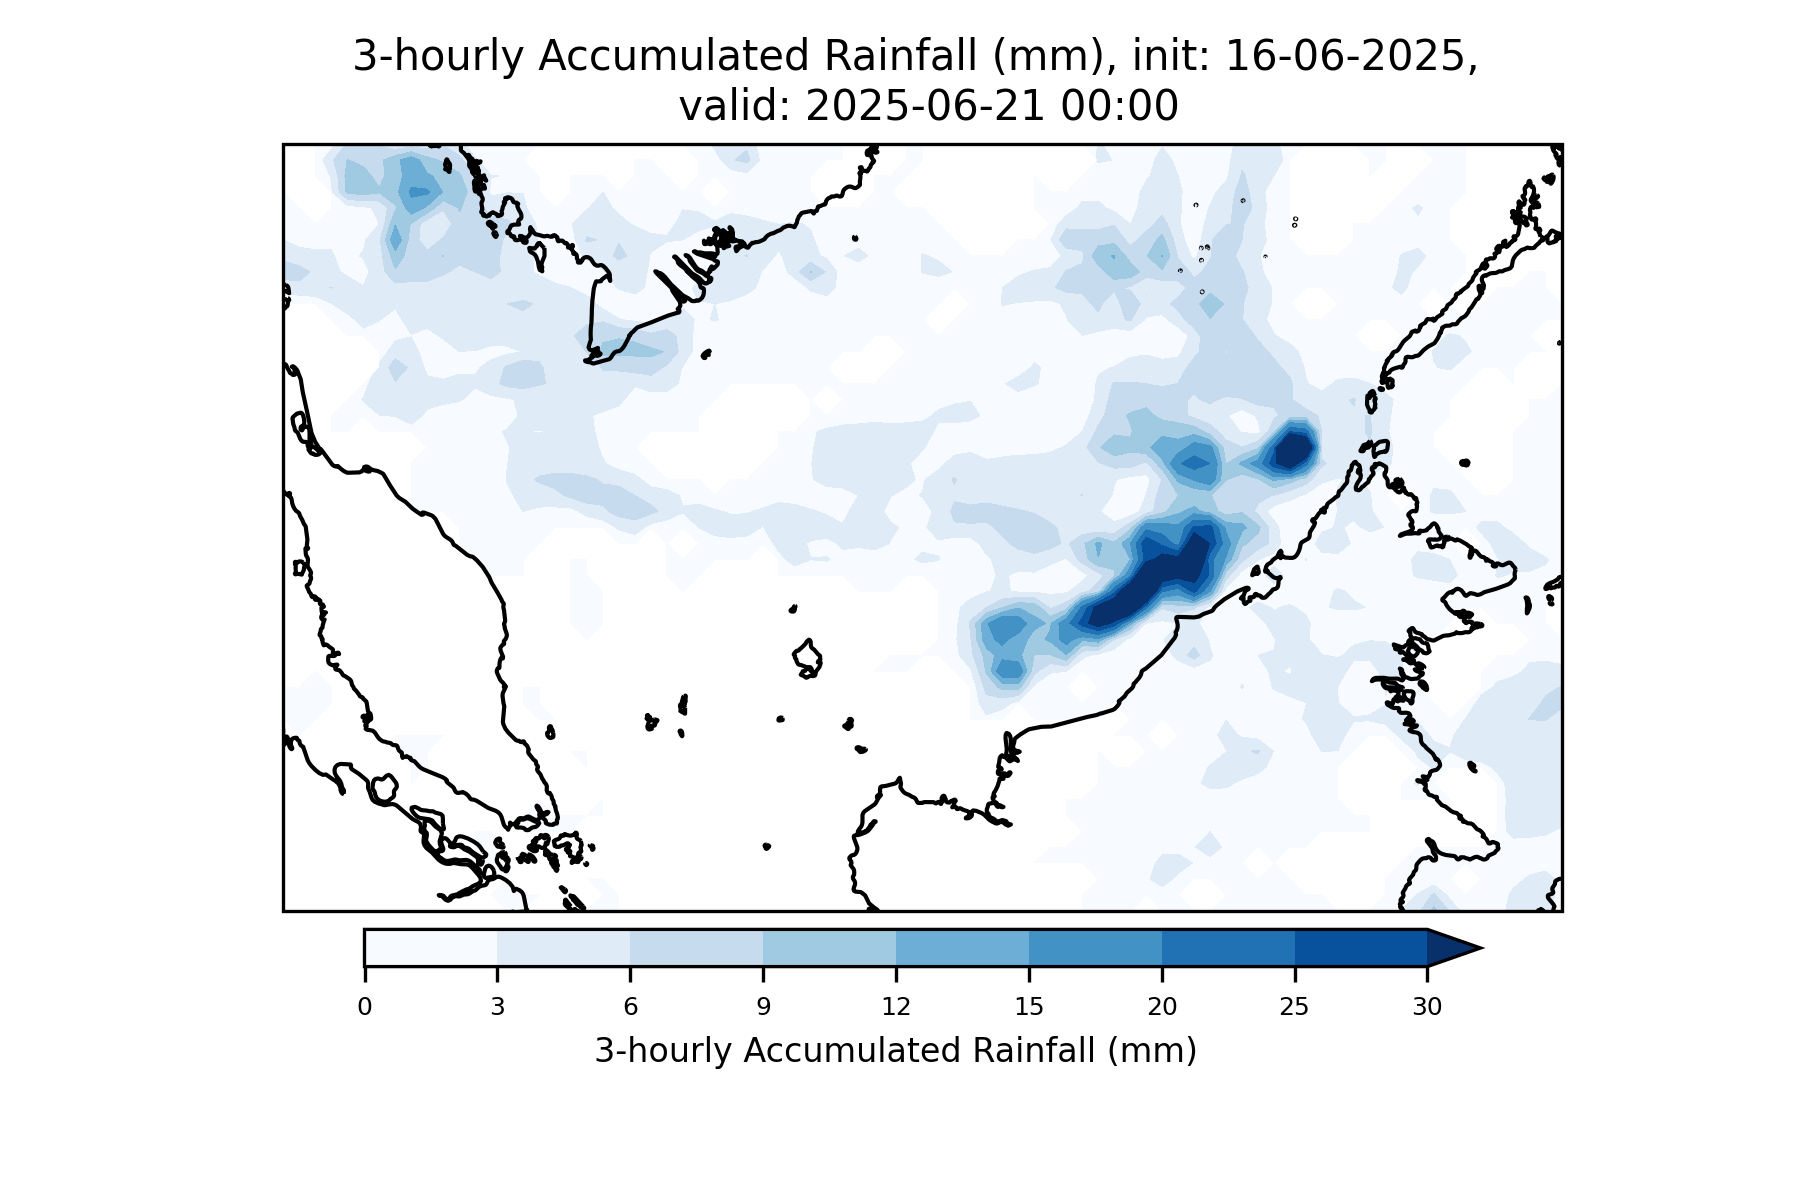 3-hourly Accumulated Rainfall (mm), init: 16-06-2025,
valid: 2025-06-21 00:00
0 3 6 9 12 15 20 25 30
3-hourly Accumulated Rainfall (mm)